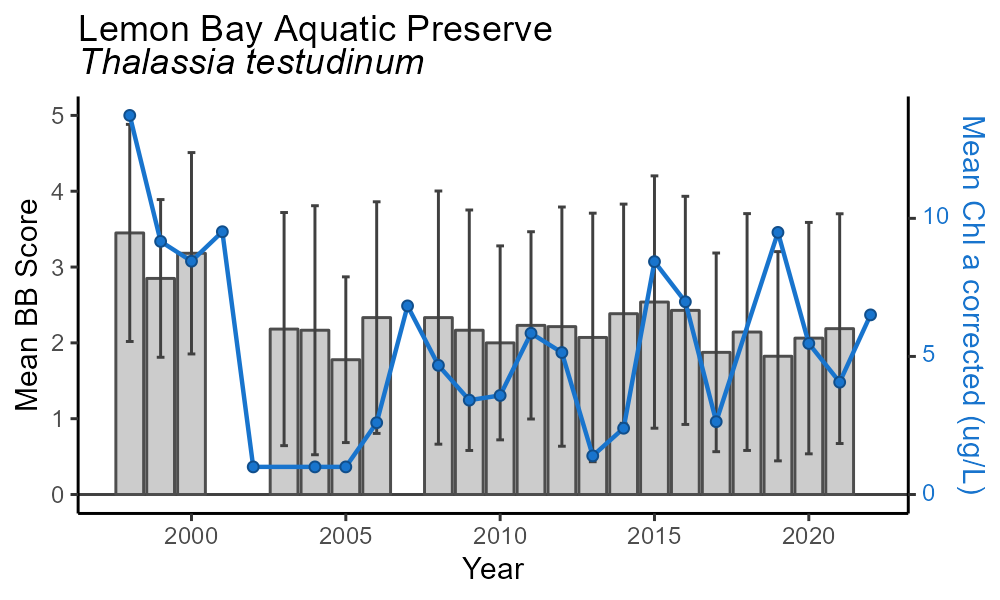 Lemon Bay Aquatic Preserve
Thalassia testudinum
Mean BB Score
5
4
3
2
1
0
10
5
0
Mean Chl a corrected (ug/L)
2000 2005 2010 2015 2020
Year